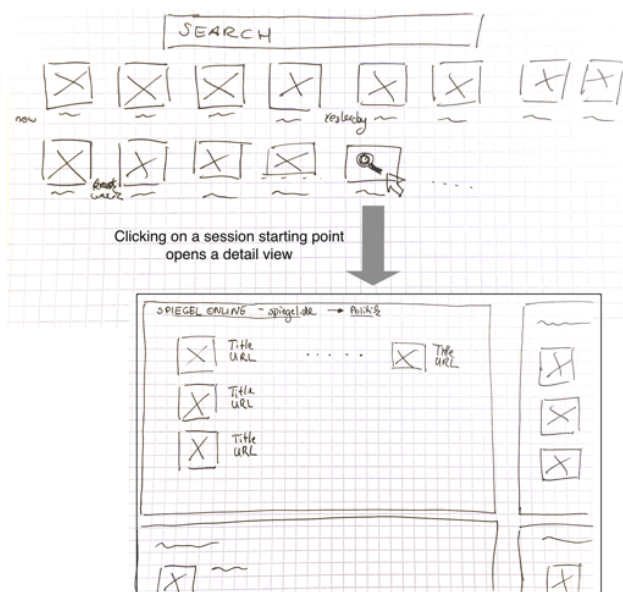 SEARCH
now
Yesterday
week
Clicking on a session starting point
opens a detail view
SPIEGEL ONLINE - spiegel.de → Politik
Title
URL
Title
URL
Title
URL
Title
URL